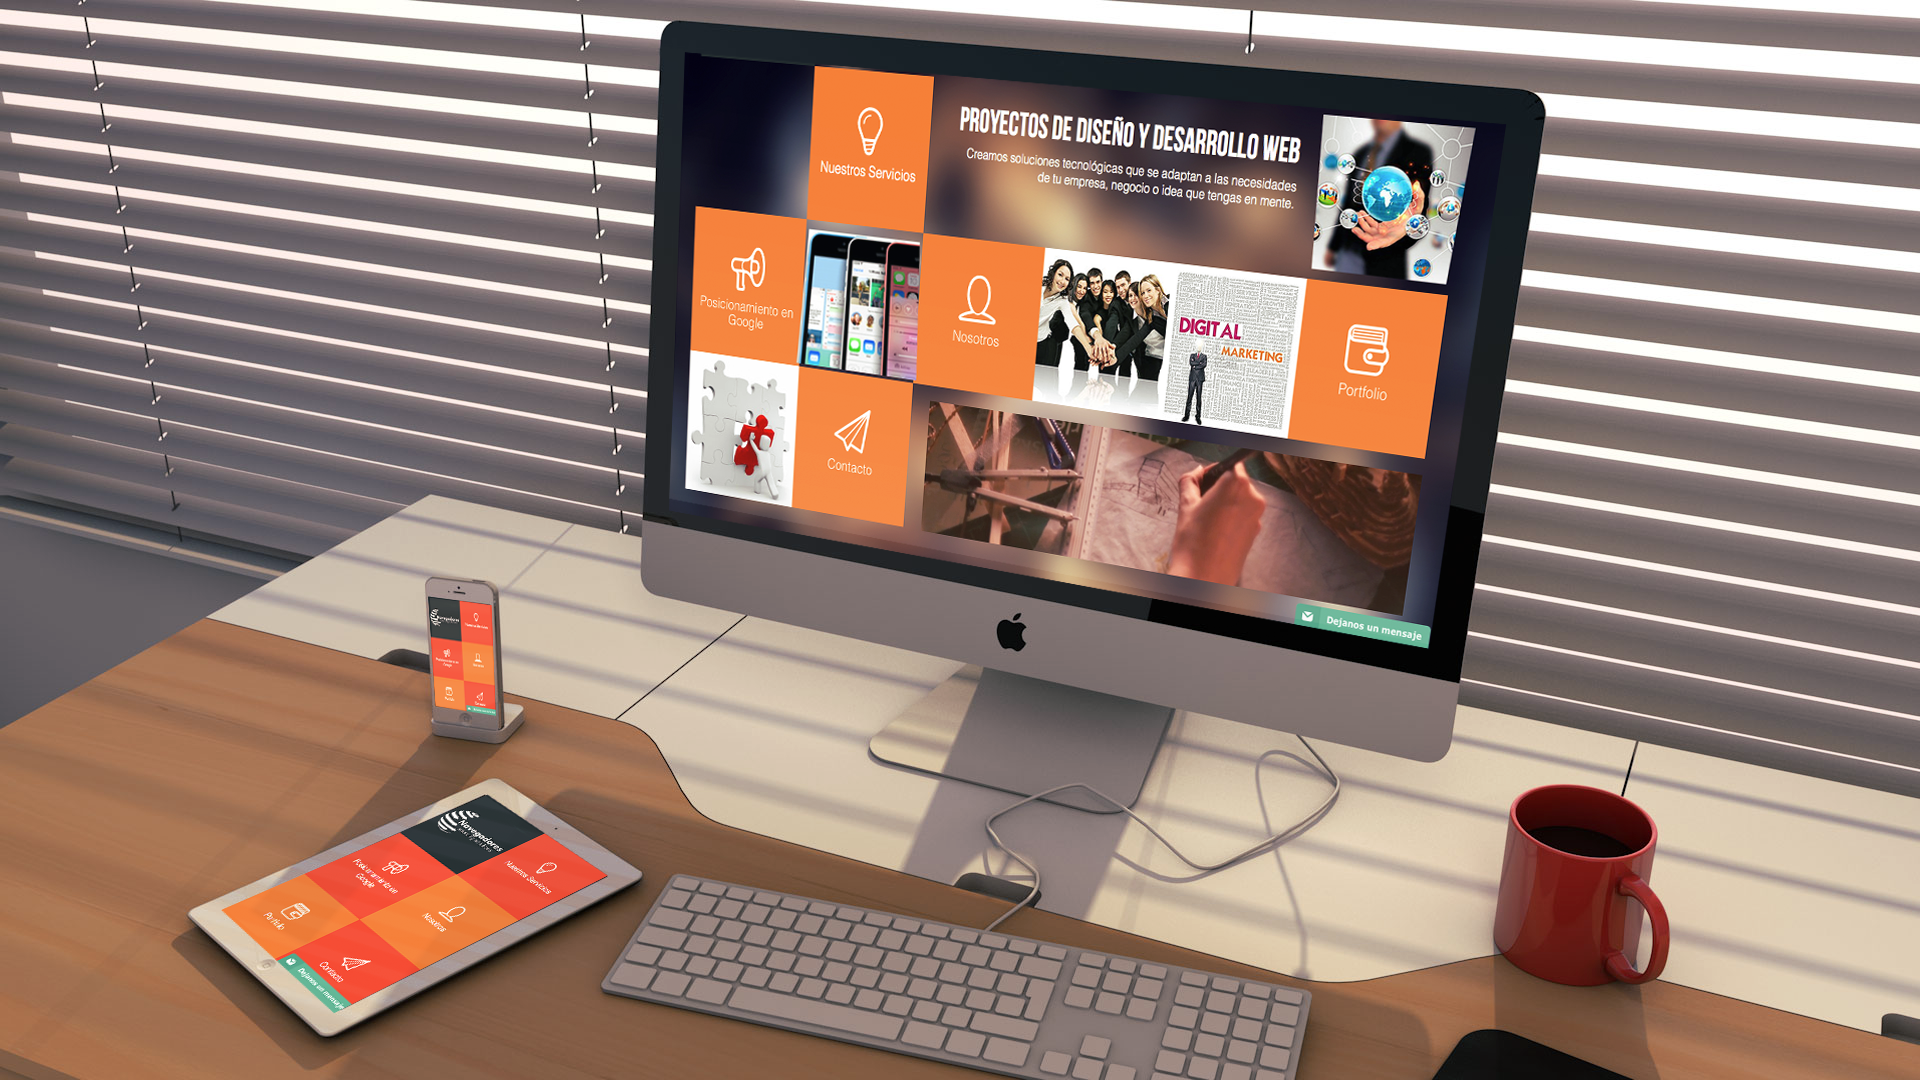 PROYECTOS DE DISEÑO Y DESARROLLO WEB
Creamos soluciones tecnológicas que se adaptan a las necesidades
de tu empresa, negocio o idea que tengas en mente.
Nuestros Servicios
Posicionamiento en
Google
Nosotros
DIGITAL
MARKETING
Portfolio
Contacto
Dejanos un mensaje
Navegadores
Nuestros Servicios
Posicionamiento en
Google
Nosotros
Portfolio
Contacto
Dejanos un mensaje